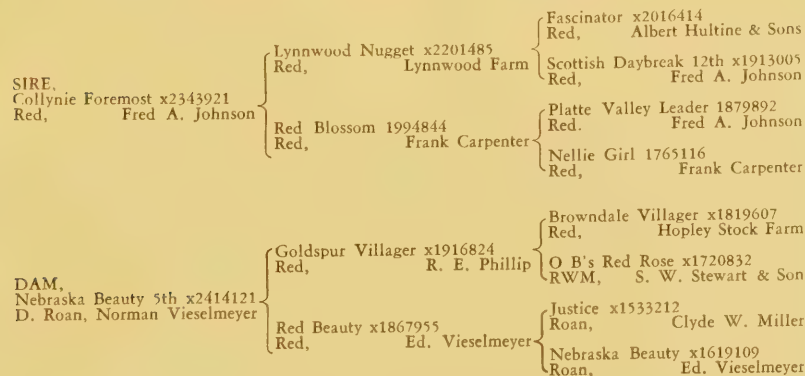 SIRE,
Collynie Foremost x2343921
Red, Fred A. Johnson
Lynnwood Nugget x2201485
Red, Lynnwood Farm
Fascinator x2016414
Red, Albert Hultine & Sons
Scottish Daybreak 12th x1913005
Red, Fred A. Johnson
Red Blossom 1994844
Red, Frank Carpenter
Platte Valley Leader 1879892
Red. Fred A. Johnson
Nellie Girl 1765116
Red, Frank Carpenter
DAM,
Nebraska Beauty 5th x2414121
D. Roan, Norman Vieselmeyer
Goldspur Villager x1916824
Red, R. E. Phillip
Browndale Villager x1819607
Red, Hopley Stock Farm
O B's Red Rose x1720832
RWM, S. W. Stewart & Son
Red Beauty x1867955
Red, Ed. Vieselmeyer
Justice x1533212
Roan, Clyde W. Miller
Nebraska Beauty x1619109
Roan, Ed. Vieselmeyer